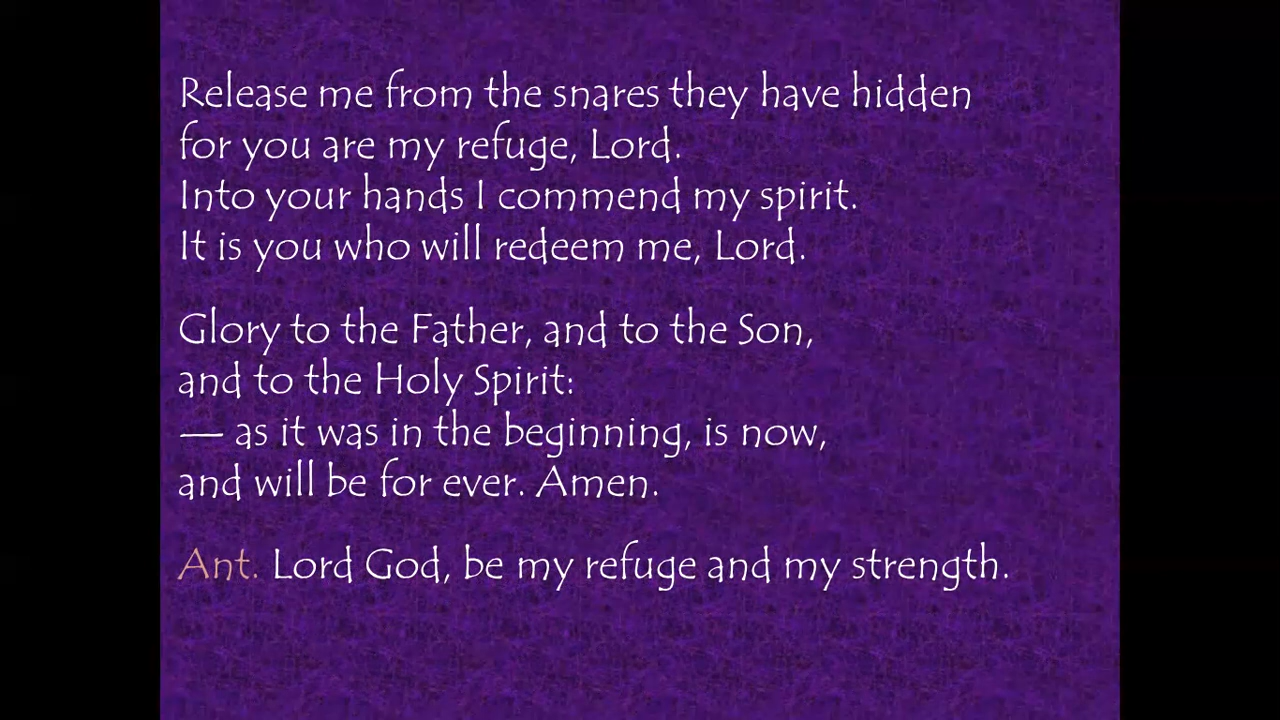 Release me from the snares they have hidden
for you are my refuge, Lord.
Into your hands I commend my spirit.
It is you who will redeem me, Lord.
Glory to the Father, and to the Son,
and to the Holy Spirit:
— as it was in the beginning, is now,
and will be for ever. Amen.
Ant. Lord God, be my refuge and my strength.